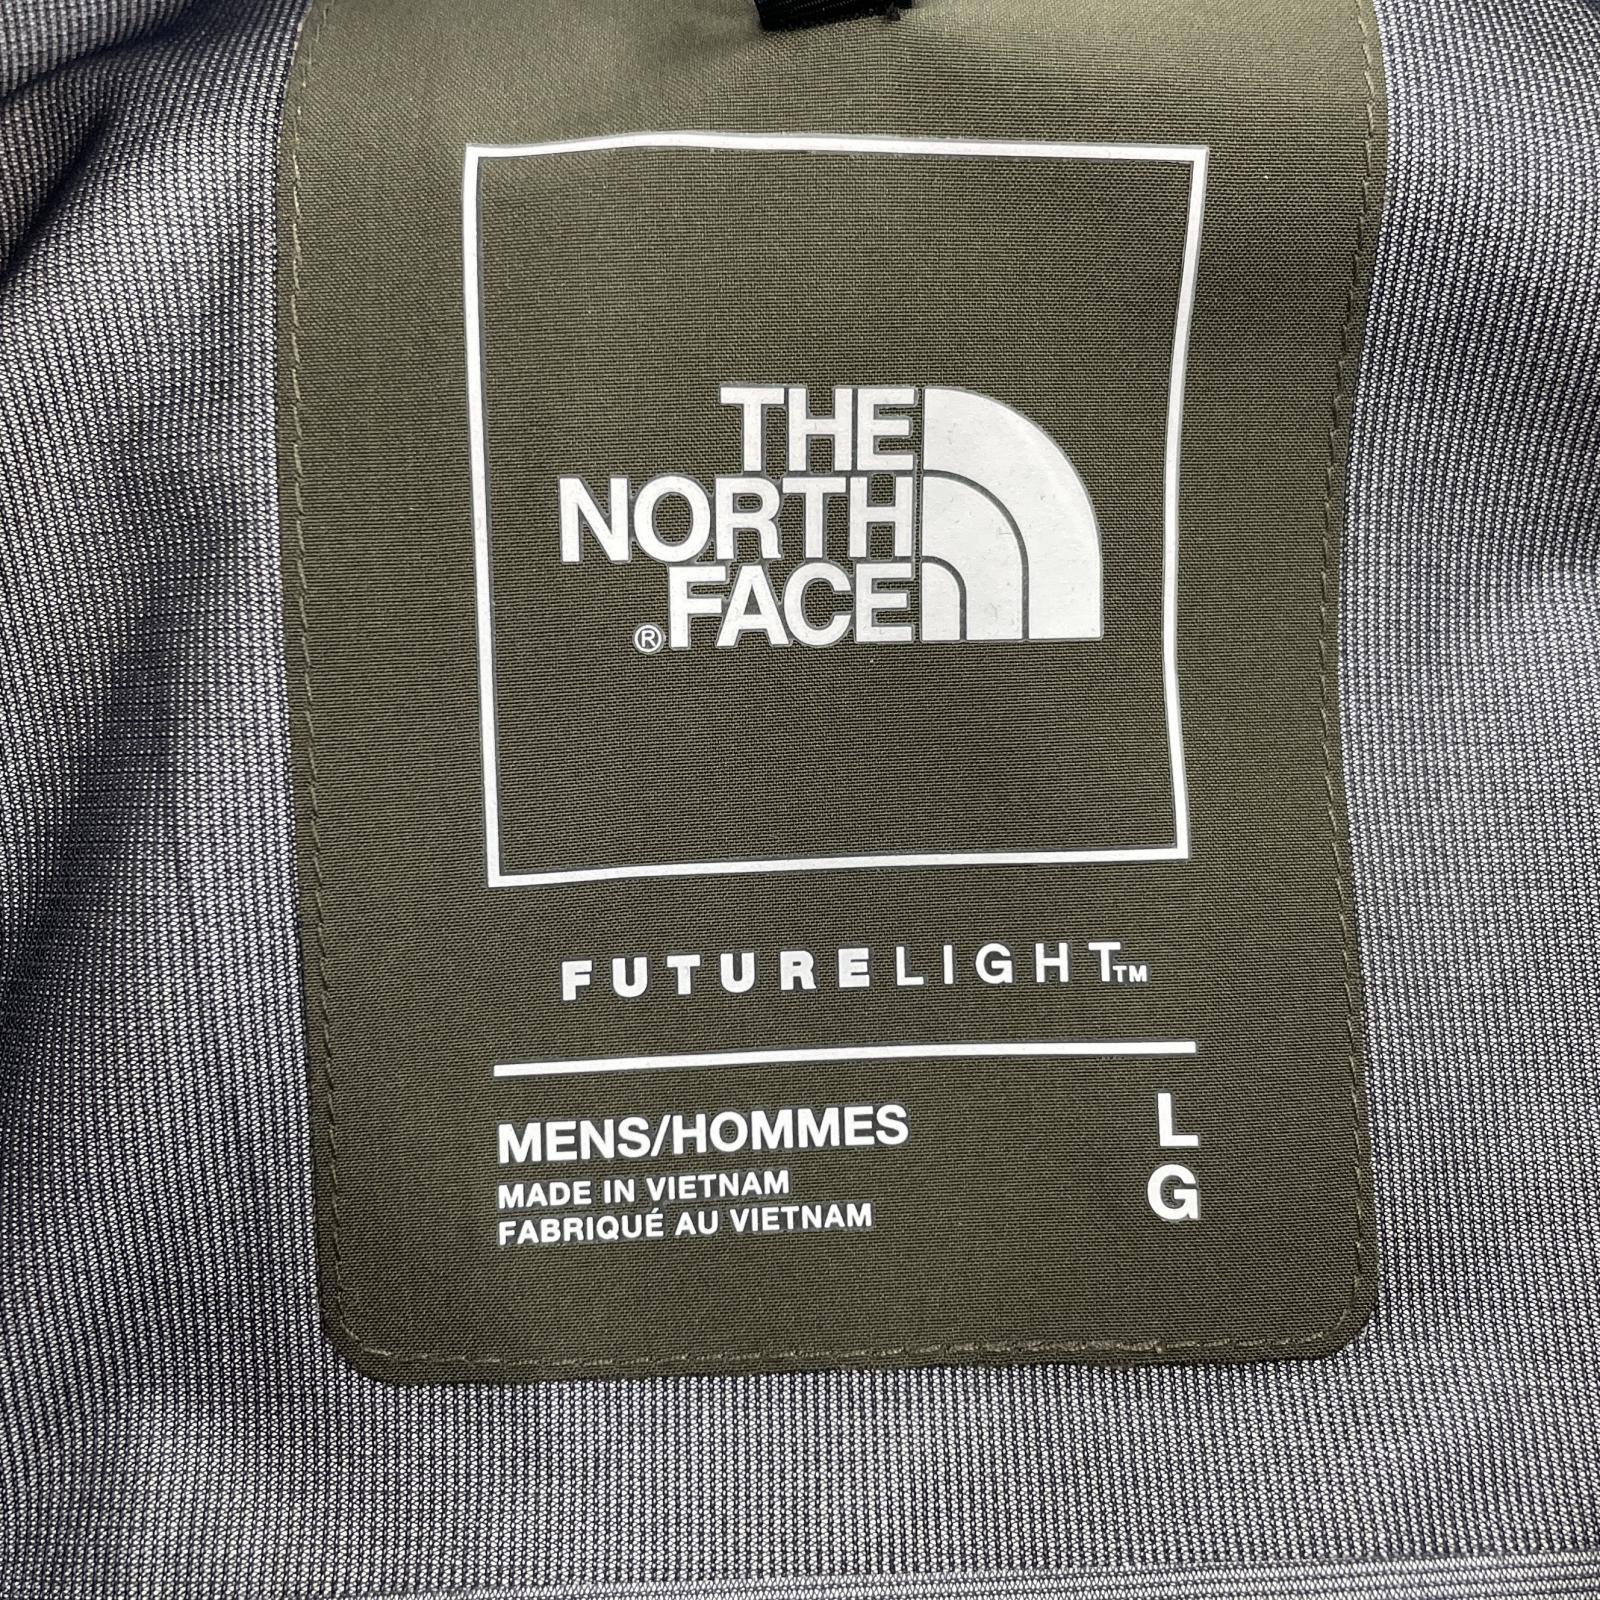 THE
NORTH
®FACE
FUTURELIGHT™
MENS/HOMMES L
MADE IN VIETNAM G
FABRIQUÉ AU VIETNAM